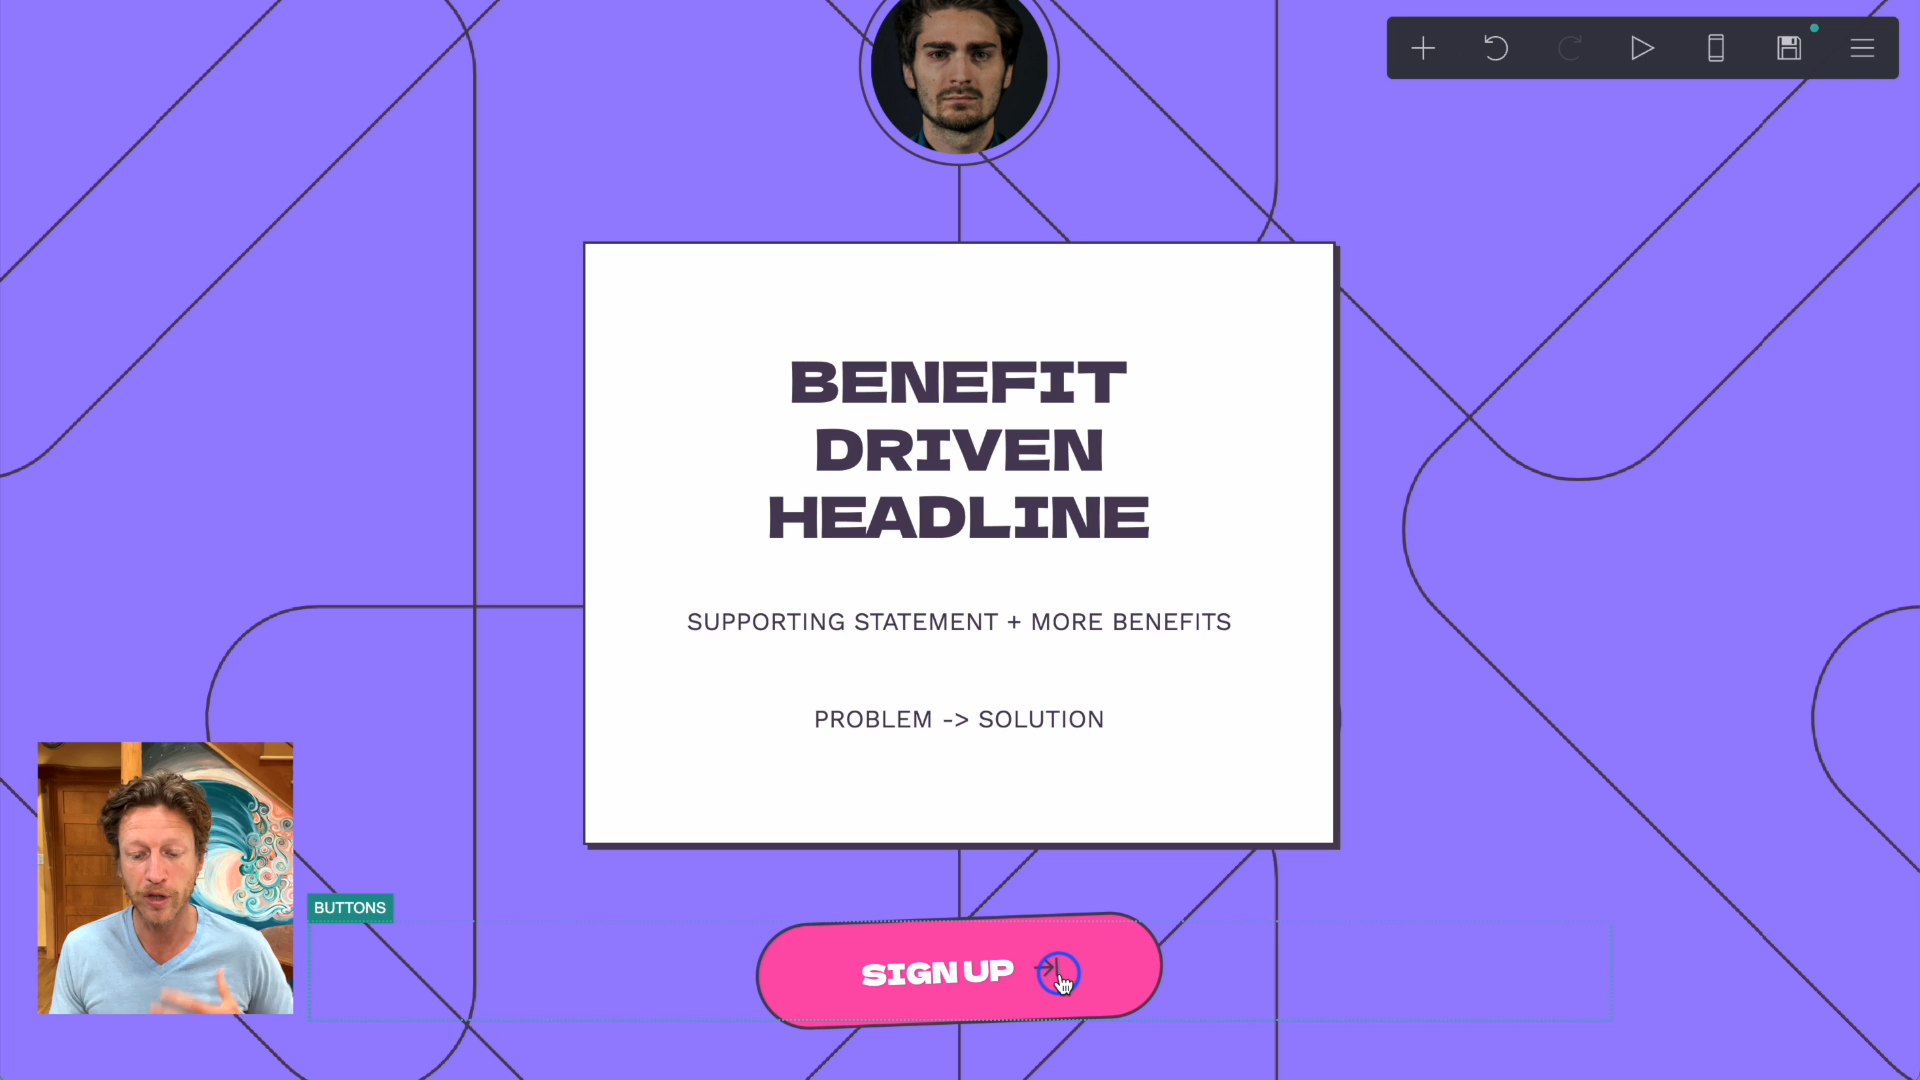 BENEFIT
DRIVEN
HEADLINE
SUPPORTING STATEMENT + MORE BENEFITS
PROBLEM -> SOLUTION
BUTTONS
SIGN UP